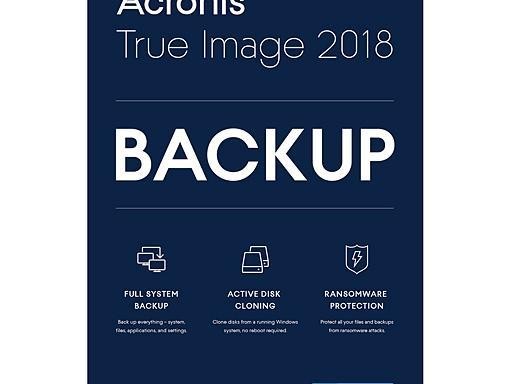 Acronis
True Image 2018
BACKUP
FULL SYSTEM
BACKUP
Back up everything – system,
files, applications, and settings.
ACTIVE DISK
CLONING
Clone disks from a running Windows
system, no reboot required.
RANSOMWARE
PROTECTION
Protect all your files and backups
from ransomware attacks.